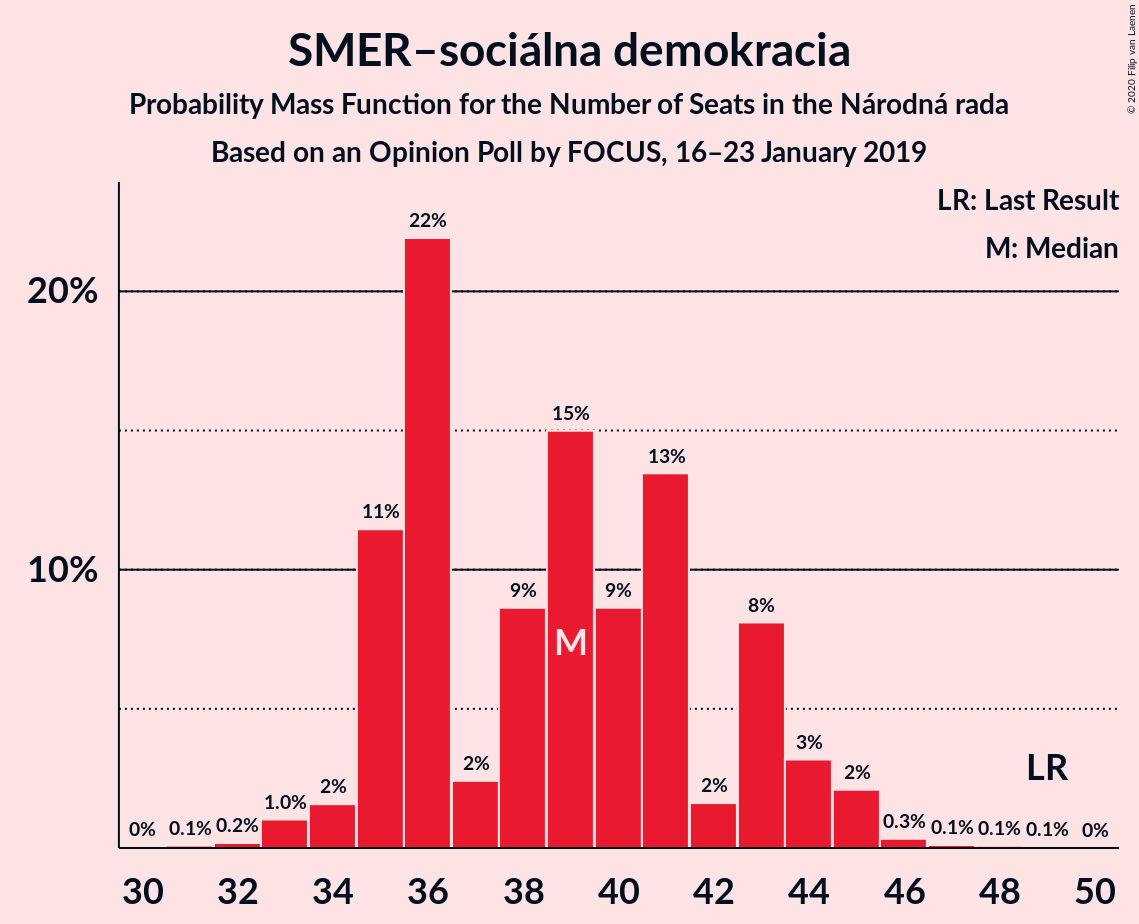 SMER–sociálna demokracia
Probability Mass Function for the Number of Seats in the Národná rada
Based on an Opinion Poll by FOCUS, 16–23 January 2019
© 2020 Filip van Laenen
LR: Last Result
M: Median
20%
10%
0% 0.1% 0.2% 1.0% 2% 11% 22% 2% 9% 15% 9% 13% 2% 8% 3% 2% 0.3% 0.1% 0.1% 0.1% 0%
M
LR
30 32 34 36 38 40 42 44 46 48 50